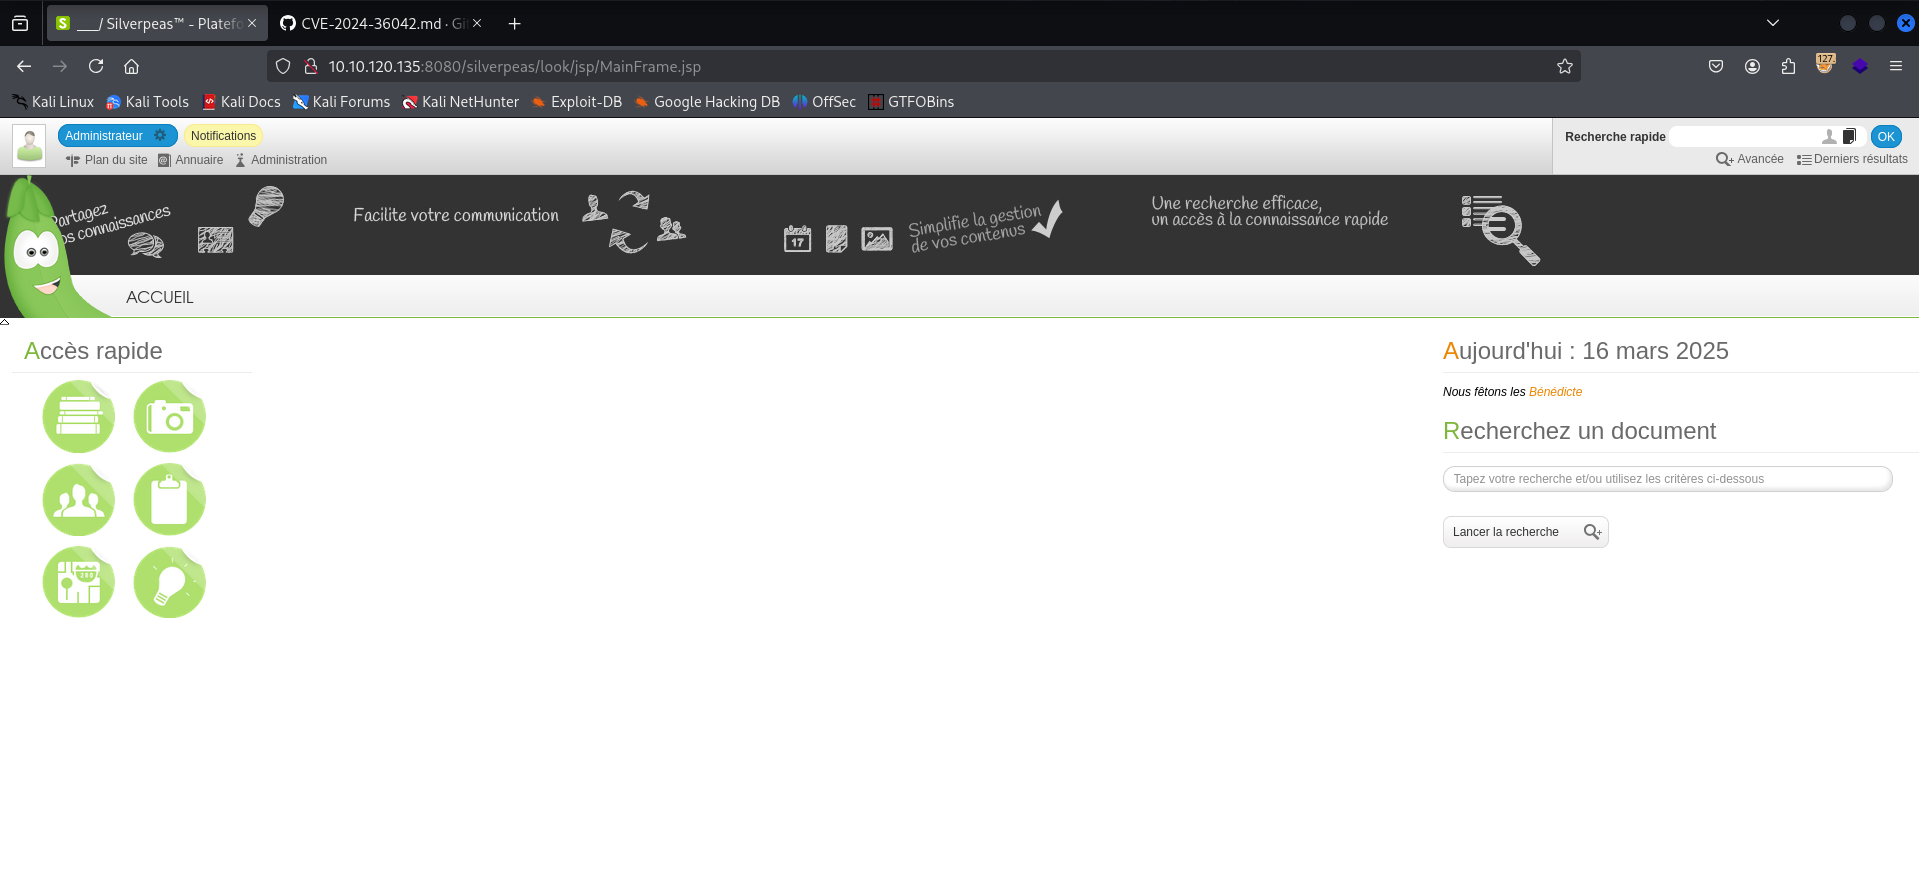 ___/ Silverpeas™ - Platefo
CVE-2024-36042.md · Gi
10.10.120.135:8080/silverpeas/look/jsp/MainFrame.jsp
127.
Kali Linux Kali Tools Kali Docs Kali Forums Kali NetHunter Exploit-DB Google Hacking DB OffSec GTFOBins
Administrateur Notifications
Plan du site Annuaire Administration
Recherche rapide OK
Avancée Derniers résultats
Partagez
vos connaissances
Facilite votre communication
17
Simplifie la gestion
de vos contenus
Une recherche efficace,
un accès à la connaissance rapide
ACCUEIL
Accès rapide
Aujourd'hui : 16 mars 2025
Nous fêtons les Bénédicte
Recherchez un document
Tapez votre recherche et/ou utilisez les critères ci-dessous
Lancer la recherche